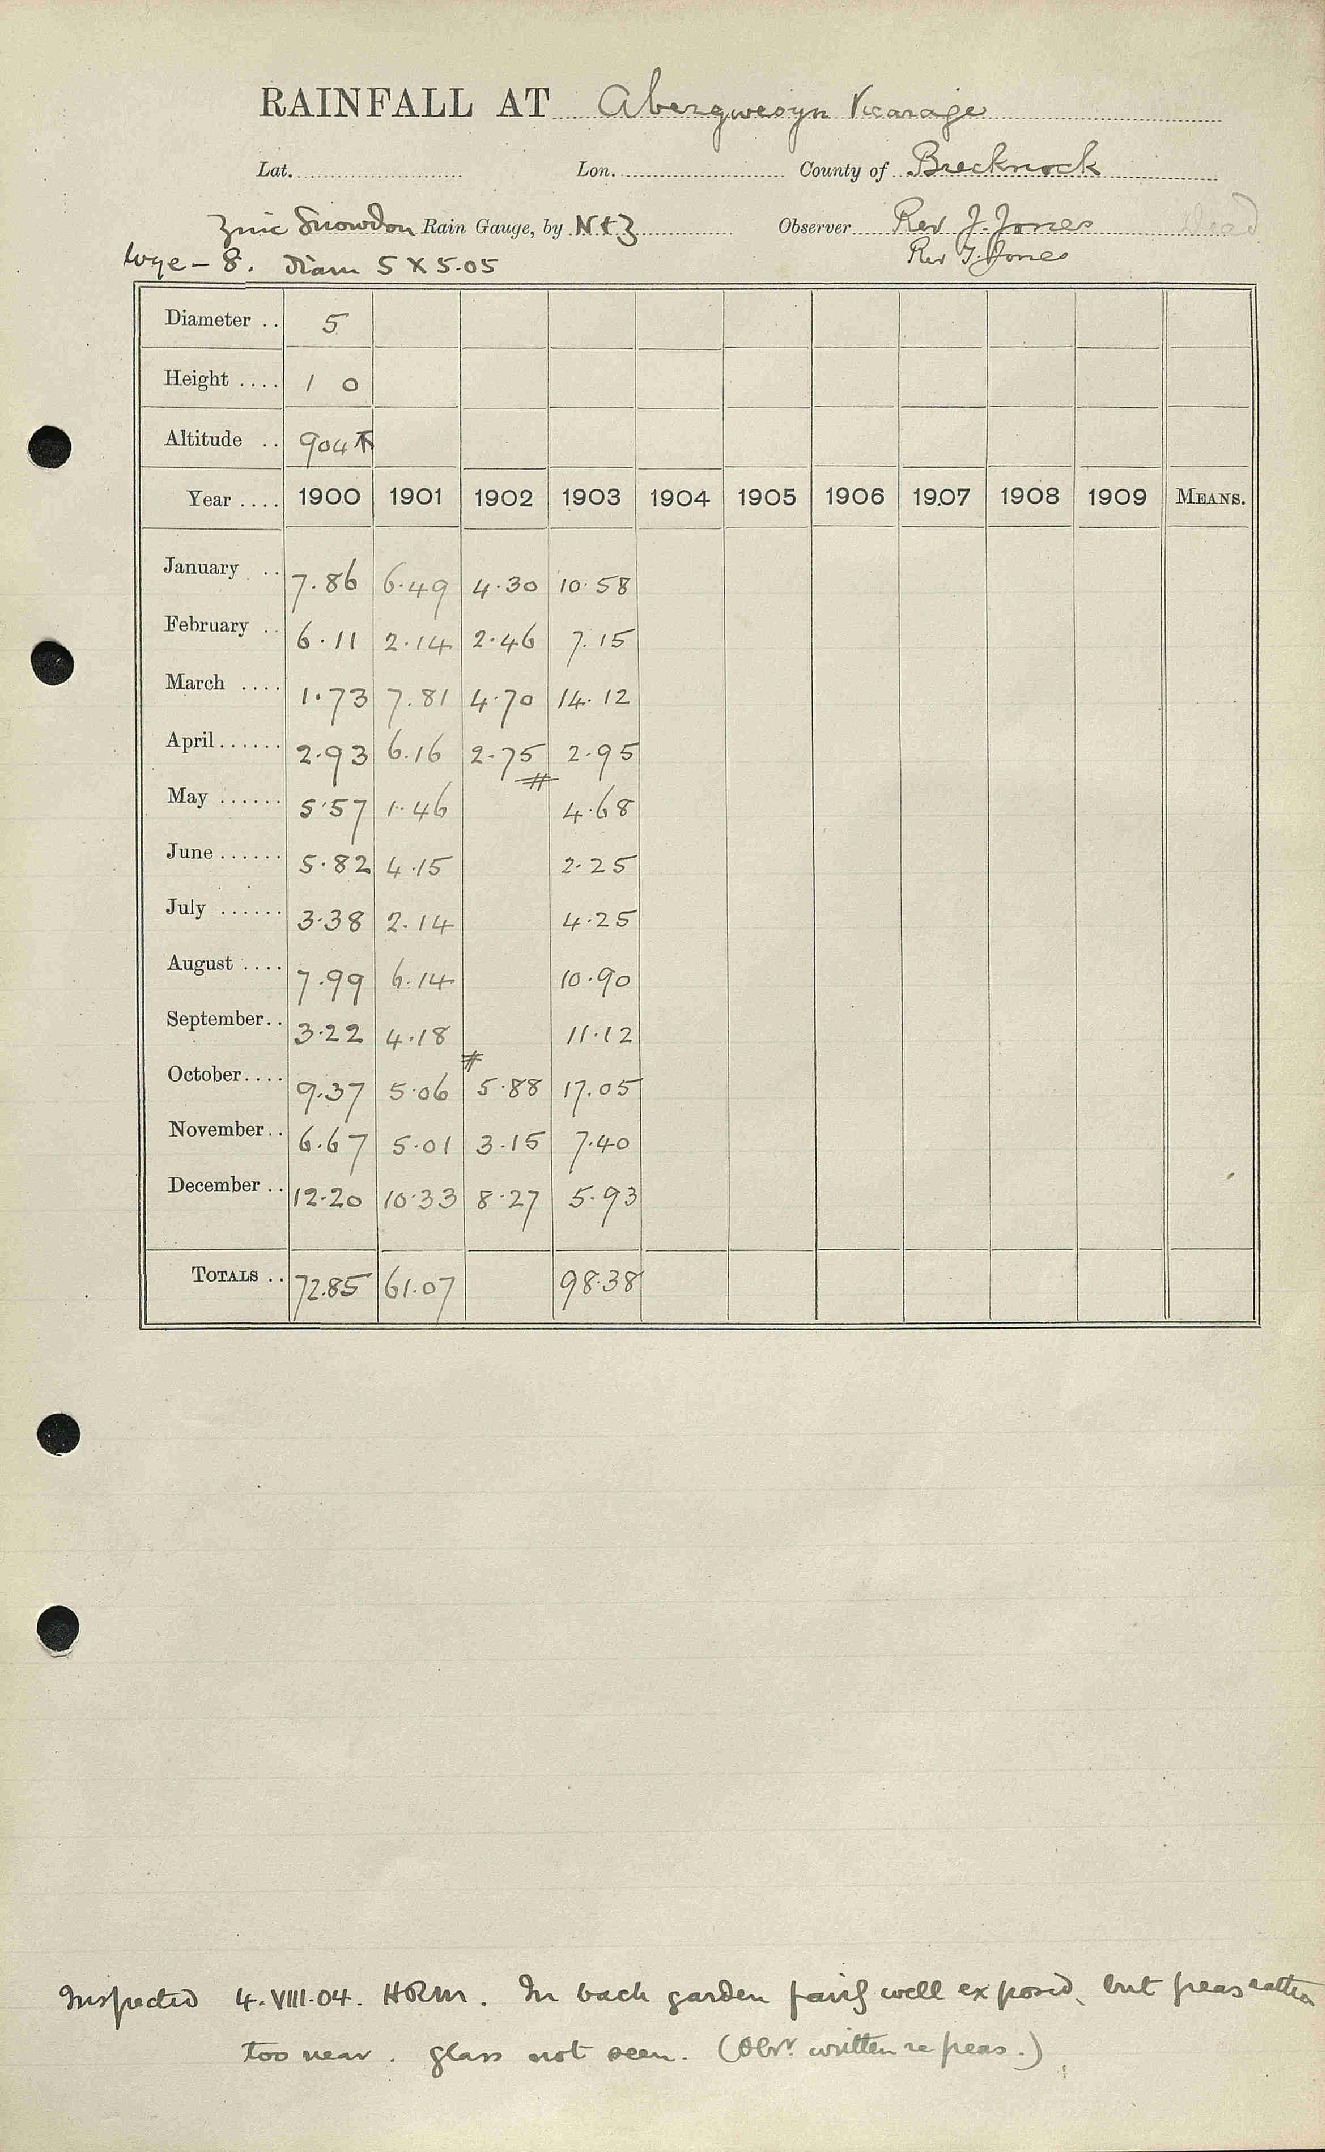 RAINFALL AT Abergwesyn Vicarage
Lat. Lon. County of Brecknock
Zinc Snowdon Rain Gauge, by N & Z Observer Rev J. Jones Dead
Wye - 8. Diam 5 X 5.05 Rev T. Jones
Diameter .. 5
Height .... 1 0
Altitude .. 904
Year .... 1900 1901 1902 1903 1904 1905 1906 1907 1908 1909 MEANS.
January .. 7.86 6.49 4.30 10.58
February .. 6.11 2.14 2.46 7.15
March .... 1.73 7.81 4.70 14.12
April ...... 2.93 6.16 2.75 2.95
May ...... 5.57 1.46 # 4.68
June ...... 5.82 4.15 2.25
July ...... 3.38 2.14 4.25
August .... 7.99 6.14 10.90
September.. 3.22 4.18 11.12
October.... 9.37 5.06 # 5.88 17.05
November.. 6.67 5.01 3.15 7.40
December .. 12.20 10.33 8.27 5.93
TOTALS .. 72.85 61.07 98.38
Inspected 4.VIII.04. HRM. In back garden fairly well exposed, but peas rather
too near. glass not seen. (Obsr. written re peas.)